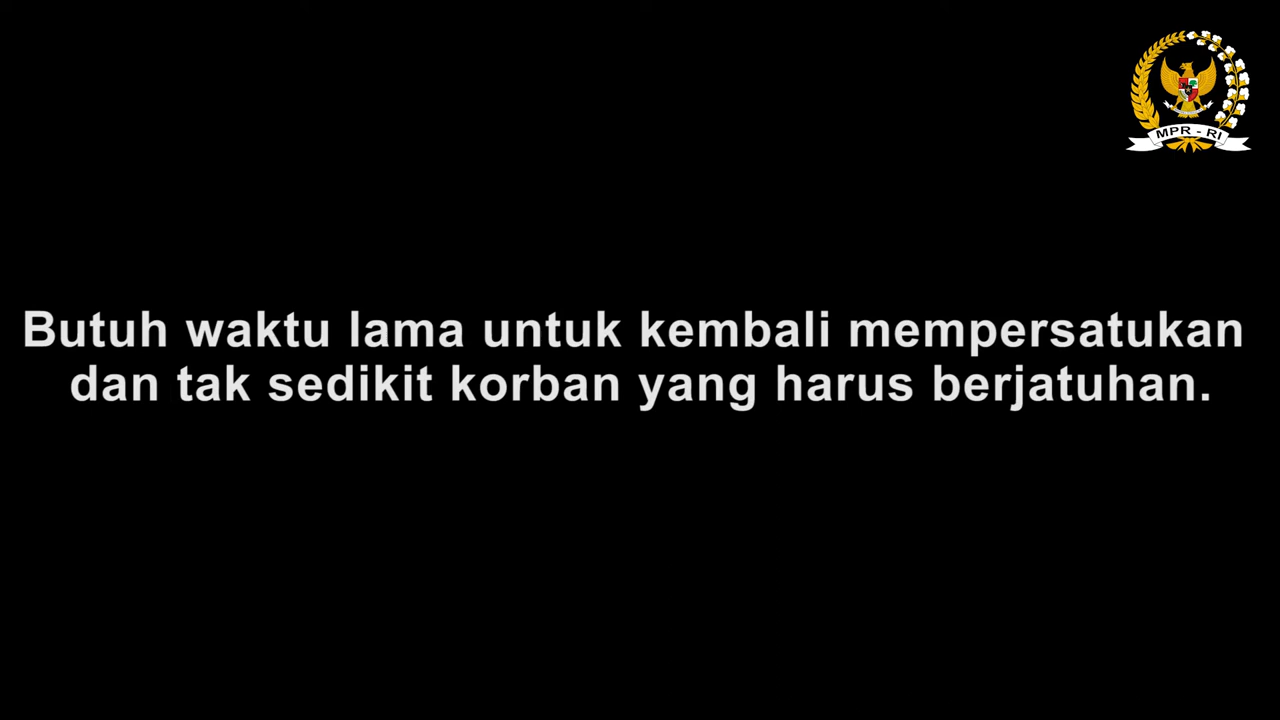 MPR - RI
Butuh waktu lama untuk kembali mempersatukan
dan tak sedikit korban yang harus berjatuhan.